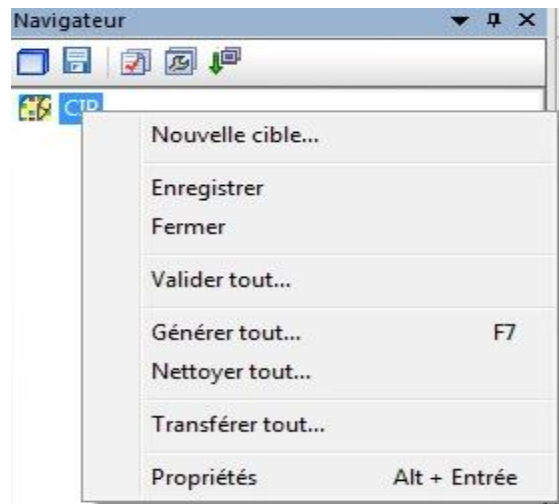 Navigateur
CIP
Nouvelle cible...
Enregistrer
Fermer
Valider tout...
Générer tout... F7
Nettoyer tout...
Transférer tout...
Propriétés Alt + Entrée